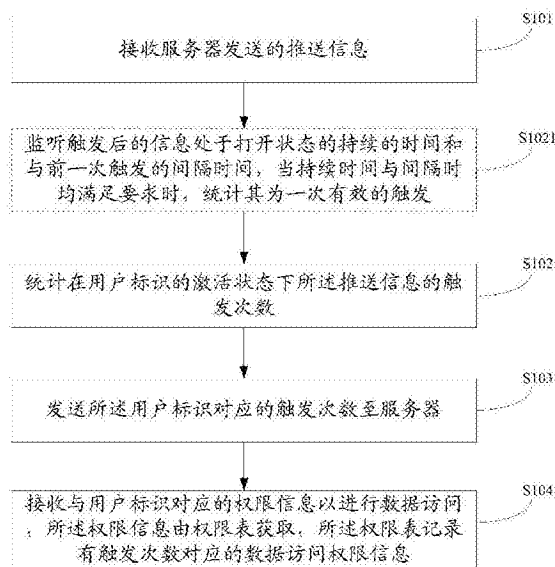 S101
接收服务器发送的推送信息
S1021
监听触发后的信息处于打开状态的持续的时间和
与前一次触发的间隔时间，当持续时间与间隔时
均满足要求时，统计其为一次有效的触发
S102
统计在用户标识的激活状态下所述推送信息的触
发次数
S103
发送所述用户标识对应的触发次数至服务器
S104
接收与用户标识对应的权限信息以进行数据访问
，所述权限信息由权限表获取，所述权限表记录
有触发次数对应的数据访问权限信息